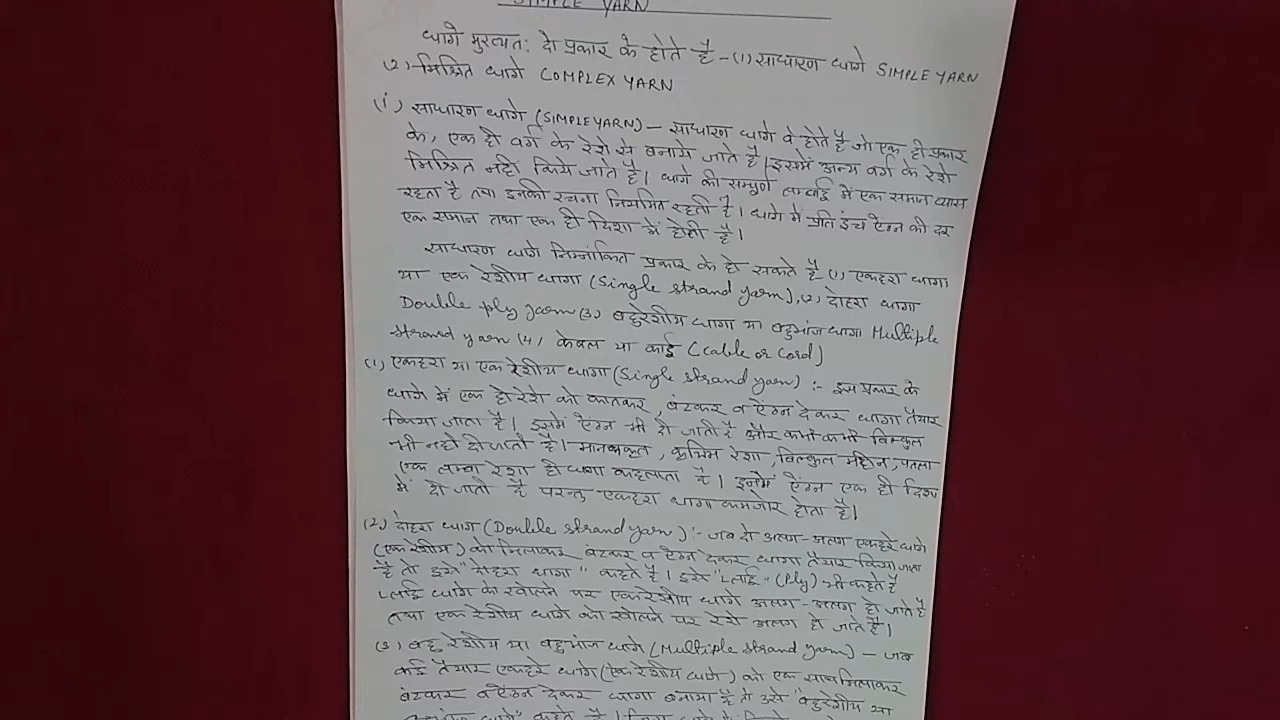 SIMPLE YARN
धागे मुख्यत: दो प्रकार के होते है - (1) साधारण धागे SIMPLE YARN
(2) मिश्रित धागे COMPLEX YARN
(i) साधारण धागे (SIMPLE YARN) - साधारण धागे वे होते है जो एक ही प्रकार
के, एक ही वर्ग के रेशे से बनाये जाते है। इसमें अन्य वर्ग के रेशे
मिश्रित नही किये जाते है। धागे की सम्पूर्ण लम्बाई में एक समान व्यास
रहता है तथा इनकी रचना नियमित रहती है। धागे में प्रति इंच ऐंठन की दर
एक समान तथा एक ही दिशा में होती है।
साधारण धागे निम्नांकित प्रकार के हो सकते है - (1) एकहरा धागा
या एक रेशीय धागा (Single strand yarn), (2) दोहरा धागा
Double ply yarn (3) बहुरेशीय धागा या बहुभांज धागा Multiple
strand yarn (4) केबल या कार्ड (cable or cord)
(1) एकहरा या एक रेशीय धागा (Single strand yarn) :- इस प्रकार के
धागे में एक ही रेशे को कातकर, बंटकर व ऐंठन देकर धागा तैयार
किया जाता है। इसमें ऐंठन भी दी जाती है और कभी कभी बिल्कुल
भी नही दी जाती है। मानवकृत, कृत्रिम रेशा, बिल्कुल महीन, पतला
एक लम्बा रेशा ही धागा कहलाता है। इनमें ऐंठन एक ही दिशा
में दी जाती है परन्तु एकहरा धागा कमजोर होता है।
(2) दोहरा धागा (Double strand yarn) :- जब दो अलग-अलग एकहरे धागे
(एक रेशीय) को मिलाकर बंटकर व ऐंठन देकर धागा तैयार किया जाता
है तो इसे "दोहरा धागा" कहते है। इसे "प्लाई" (Ply) भी कहते है
प्लाई धागे को खोलने पर एक रेशीय धागे अलग-अलग हो जाते है
तथा एक रेशीय धागे को खोलने पर रेशे अलग हो जाते है।
(3) बहु रेशीय या बहुभांज धागे (Multiple strand yarn) - जब
कई तैयार एकहरे धागे (एक रेशीय धागे) को एक साथ मिलाकर
बंटकर व ऐंठन देकर धागा बनाया है तो उसे "बहुरेशीय या